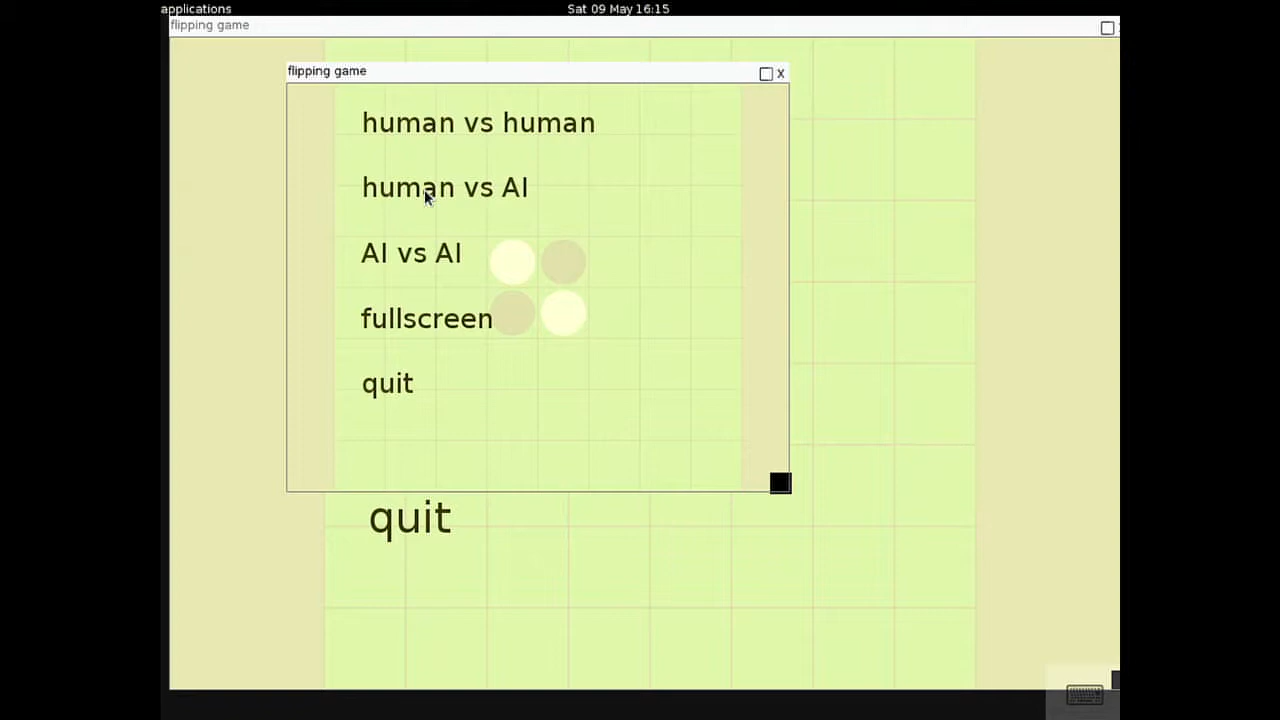 applications
Sat 09 May 16:15
flipping game
flipping game
X
human vs human
human vs AI
AI vs AI
fullscreen
quit
quit